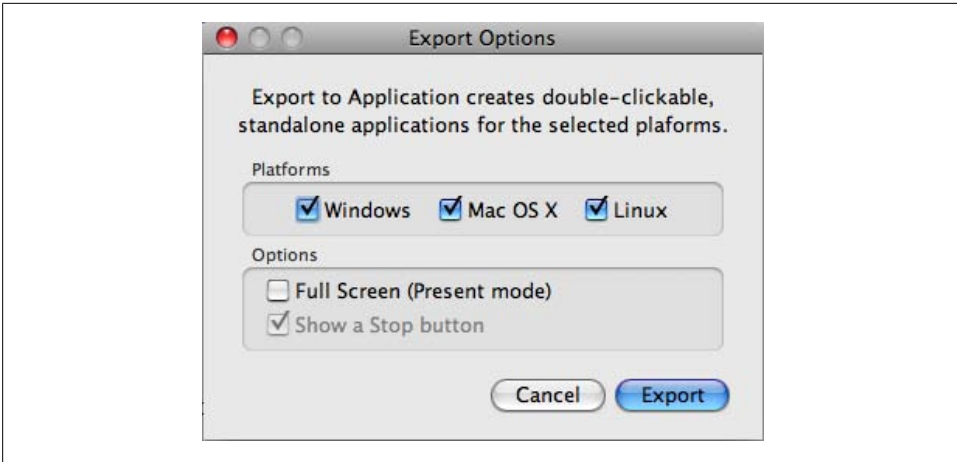 Export Options
Export to Application creates double-clickable,
standalone applications for the selected plaforms.
Platforms
Windows Mac OS X Linux
Options
Full Screen (Present mode)
Show a Stop button
Cancel Export